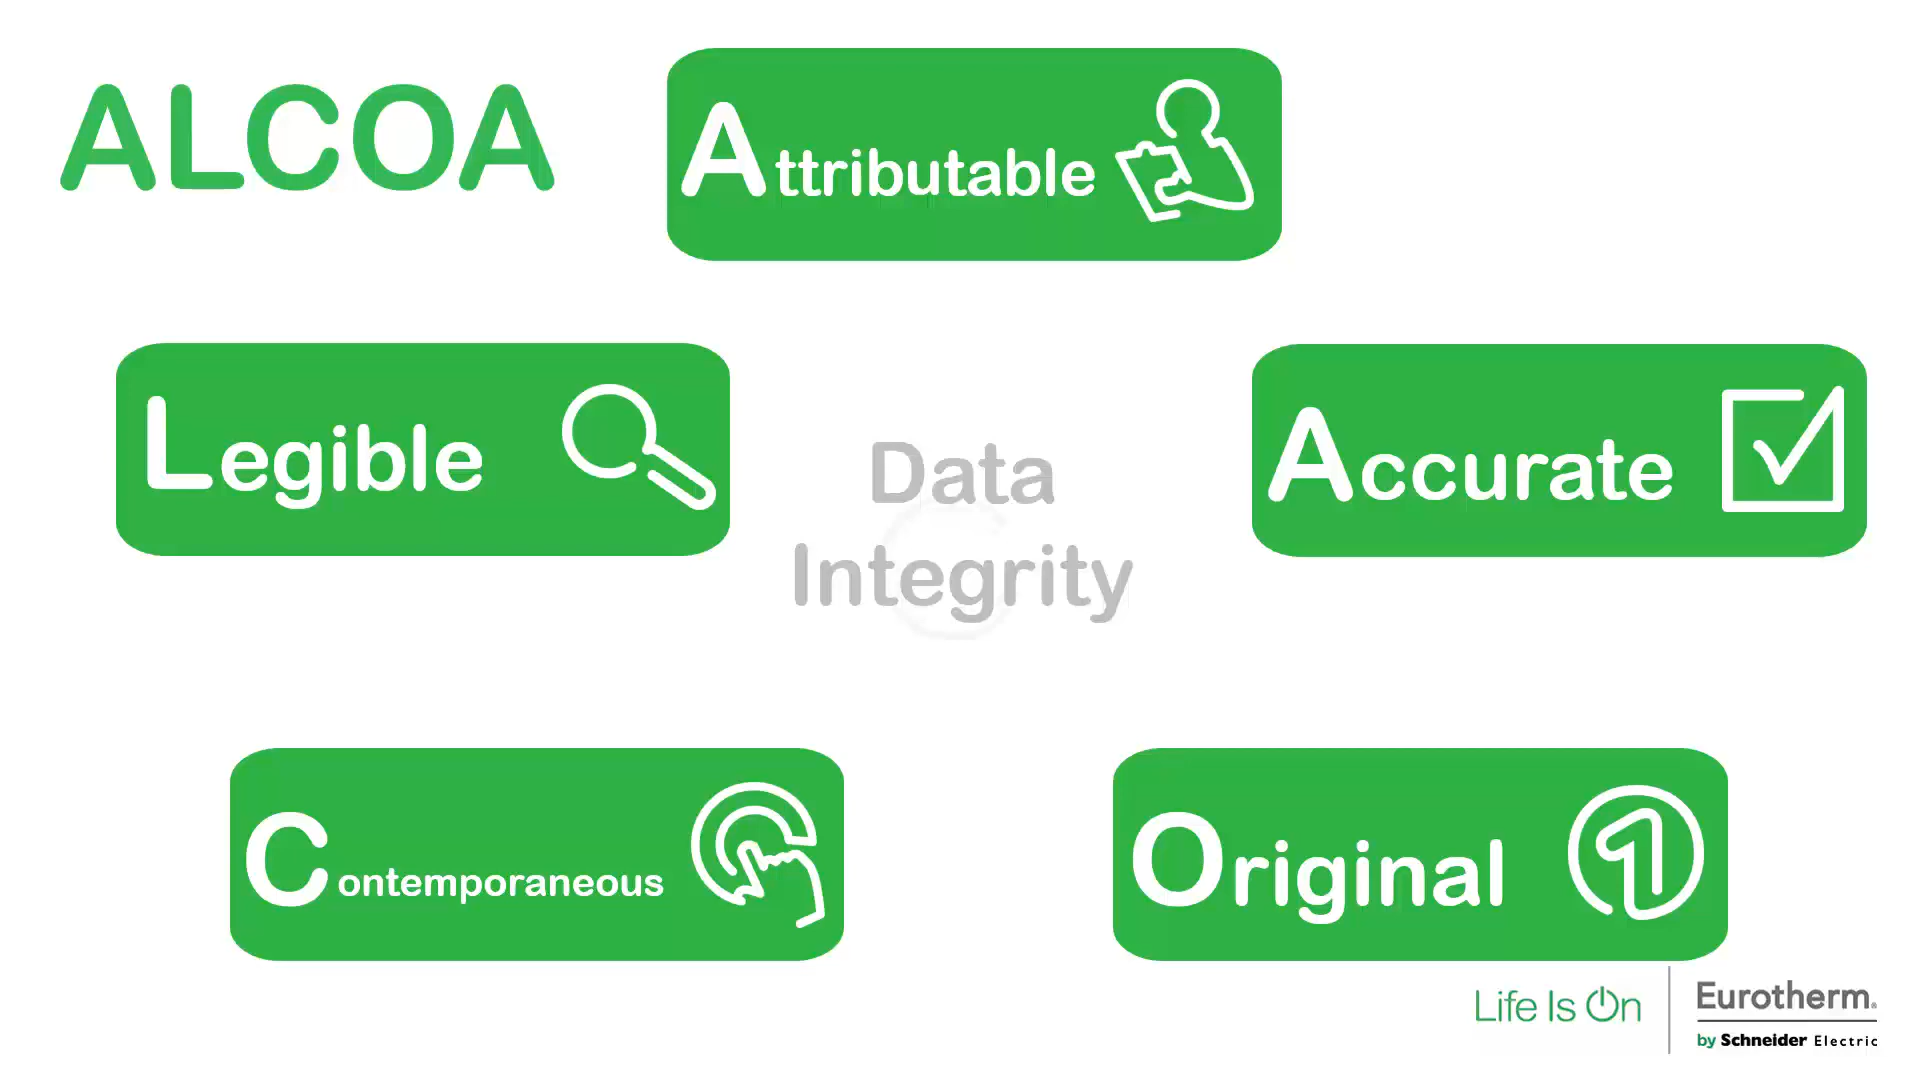 ALCOA
Attributable
Legible
Accurate
Data
Integrity
Contemporaneous
Original
Life Is On
Eurotherm®
by Schneider Electric